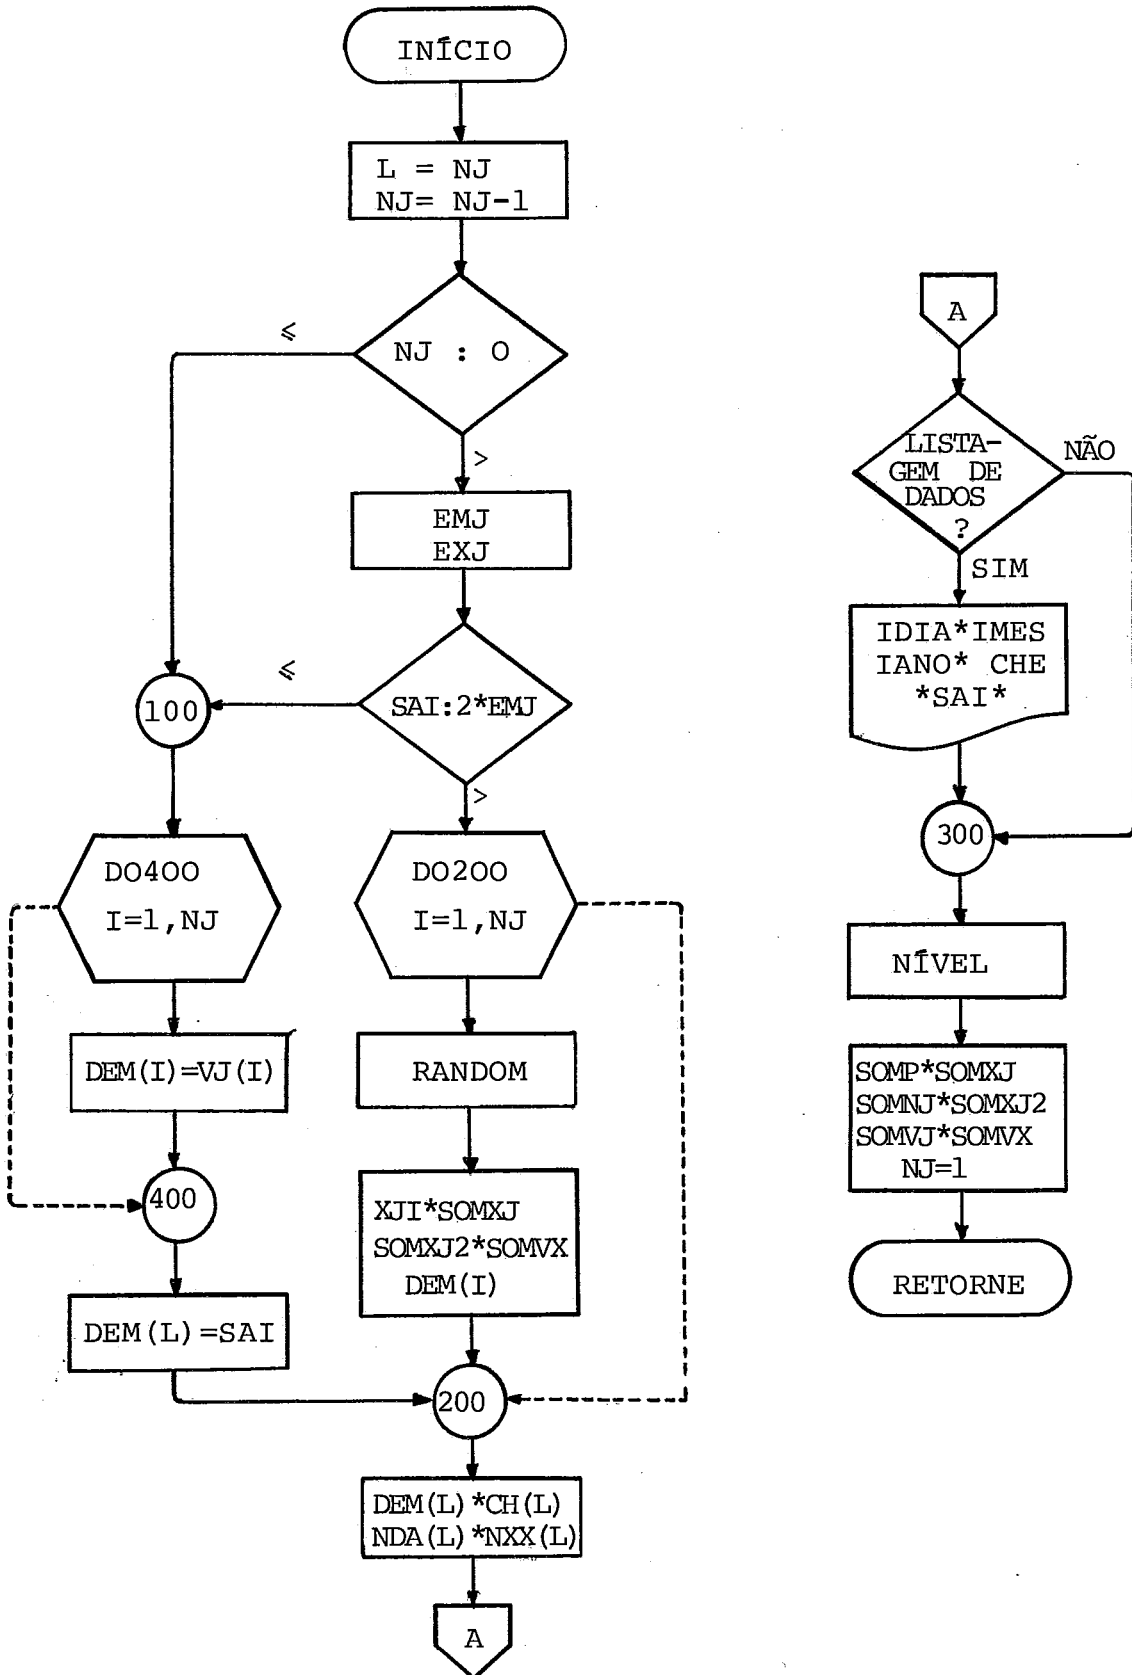 INÍCIO
L = NJ
NJ= NJ-1
≤
NJ : O
>
EMJ
EXJ
≤
100
SAI:2*EMJ
>
DO4OO
I=1,NJ
DO2OO
I=1,NJ
DEM(I)=VJ(I)
RANDOM
400
XJI*SOMXJ
SOMXJ2*SOMVX
DEM(I)
DEM(L)=SAI
200
DEM(L)*CH(L)
NDA(L)*NXX(L)
A
A
LISTA-
GEM DE
DADOS
?
NÃO
SIM
IDIA*IMES
IANO* CHE
*SAI*
300
NÍVEL
SOMP*SOMXJ
SOMNJ*SOMXJ2
SOMVJ*SOMVX
NJ=1
RETORNE